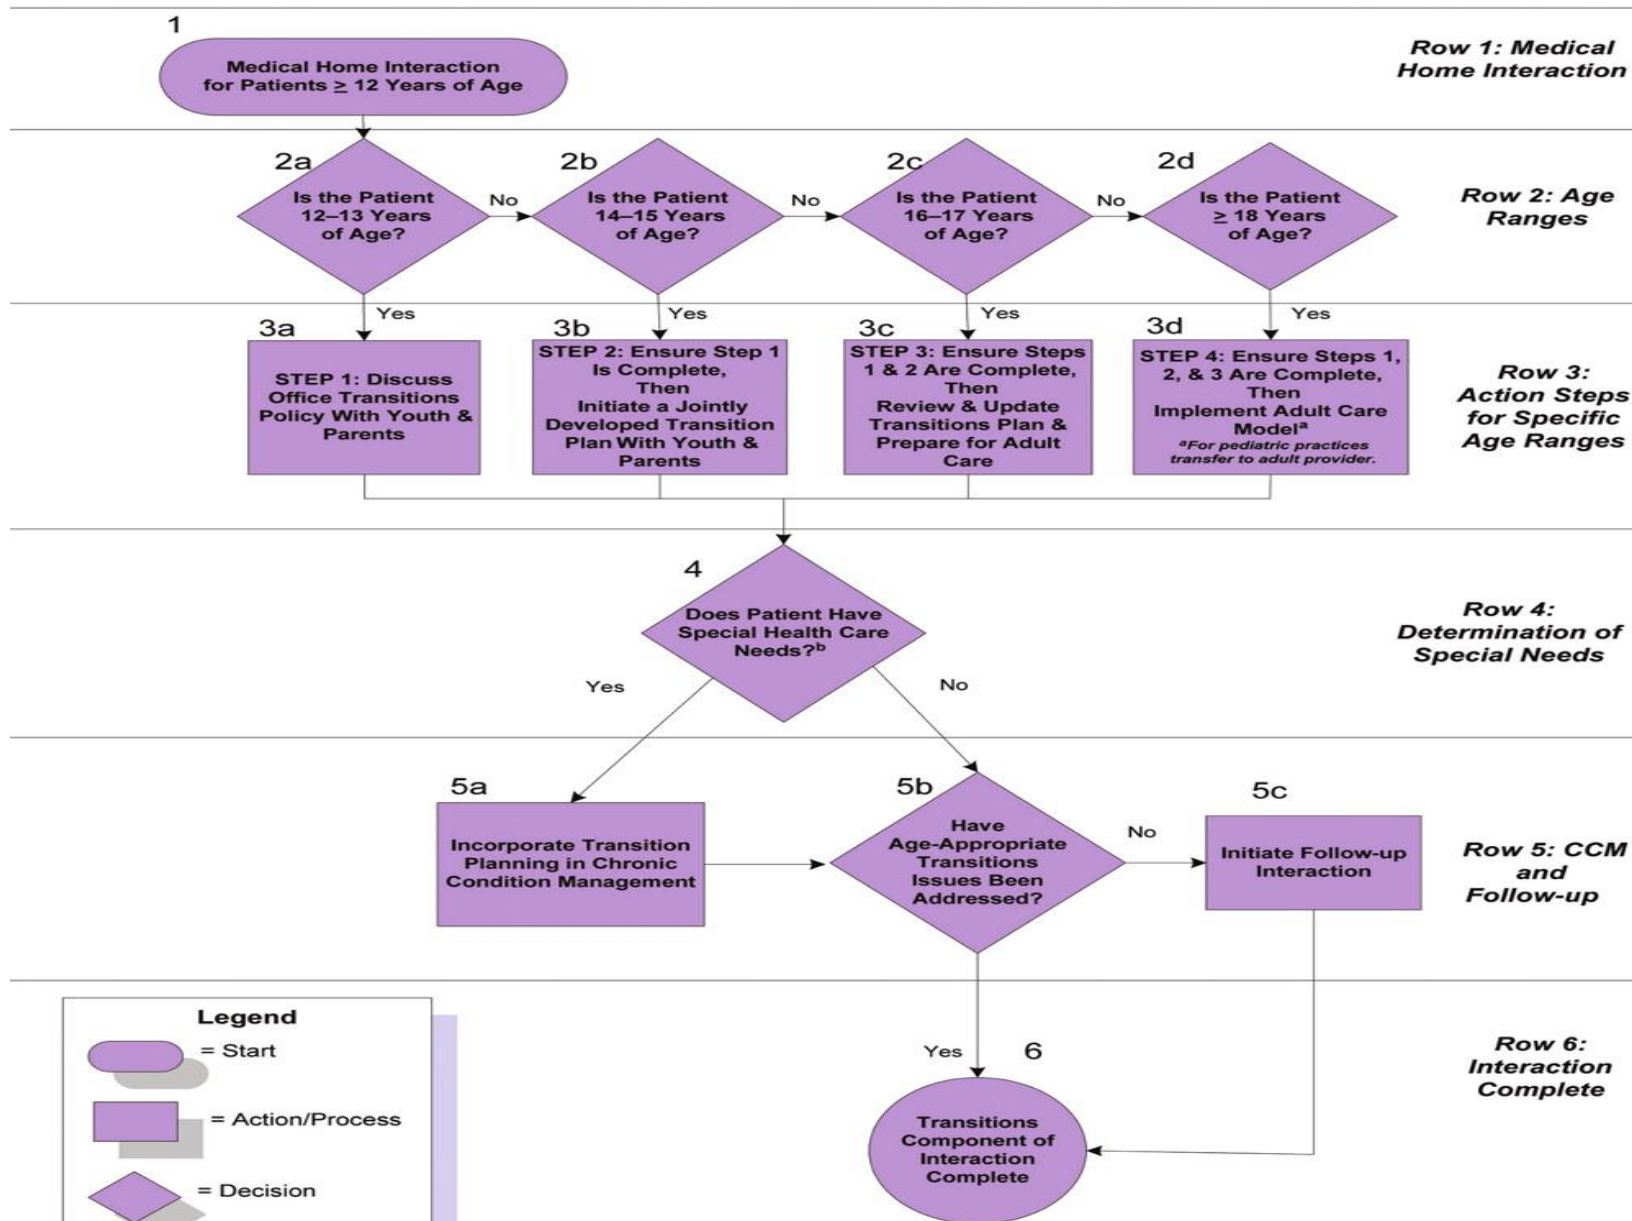 1
Medical Home Interaction
for Patients ≥ 12 Years of Age
Row 1: Medical
Home Interaction
2a
Is the Patient
12–13 Years
of Age?
No
2b
Is the Patient
14–15 Years
of Age?
No
2c
Is the Patient
16–17 Years
of Age?
No
2d
Is the Patient
≥ 18 Years
of Age?
Row 2: Age
Ranges
Yes
Yes
Yes
Yes
3a
STEP 1: Discuss
Office Transitions
Policy With Youth &
Parents
3b
STEP 2: Ensure Step 1
Is Complete,
Then
Initiate a Jointly
Developed Transition
Plan With Youth &
Parents
3c
STEP 3: Ensure Steps
1 & 2 Are Complete,
Then
Review & Update
Transitions Plan &
Prepare for Adult
Care
3d
STEP 4: Ensure Steps 1,
2, & 3 Are Complete,
Then
Implement Adult Care
Modelᵃ
ᵃFor pediatric practices
transfer to adult provider.
Row 3:
Action Steps
for Specific
Age Ranges
4
Does Patient Have
Special Health Care
Needs?ᵇ
Yes
No
Row 4:
Determination of
Special Needs
5a
Incorporate Transition
Planning in Chronic
Condition Management
5b
Have
Age-Appropriate
Transitions
Issues Been
Addressed?
No
5c
Initiate Follow-up
Interaction
Row 5: CCM
and
Follow-up
Yes
6
Transitions
Component of
Interaction
Complete
Row 6:
Interaction
Complete
Legend
= Start
= Action/Process
= Decision